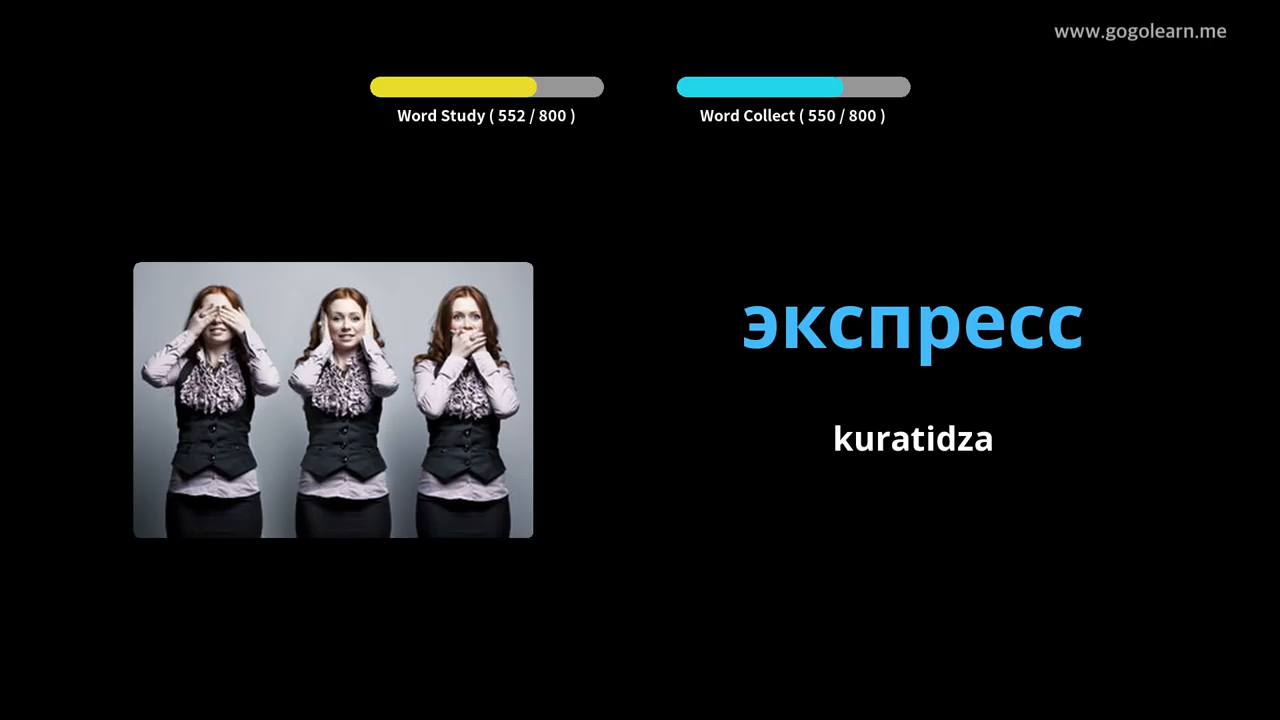 www.gogolearn.me
Word Study ( 552 / 800 )
Word Collect ( 550 / 800 )
экспресс
kuratidza